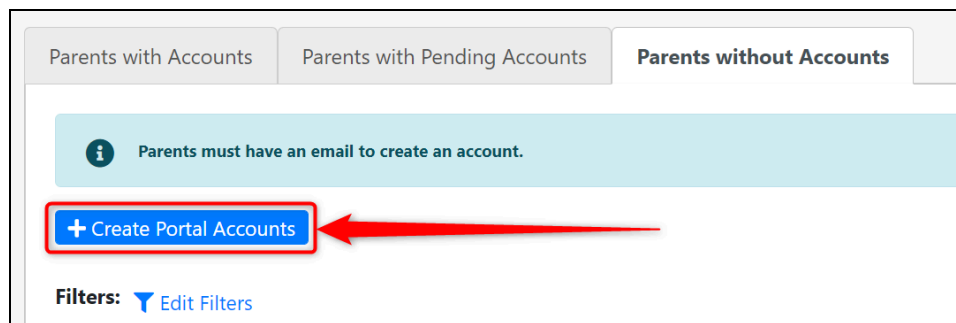 Parents with Accounts Parents with Pending Accounts Parents without Accounts
Parents must have an email to create an account.
Create Portal Accounts
Filters: Edit Filters